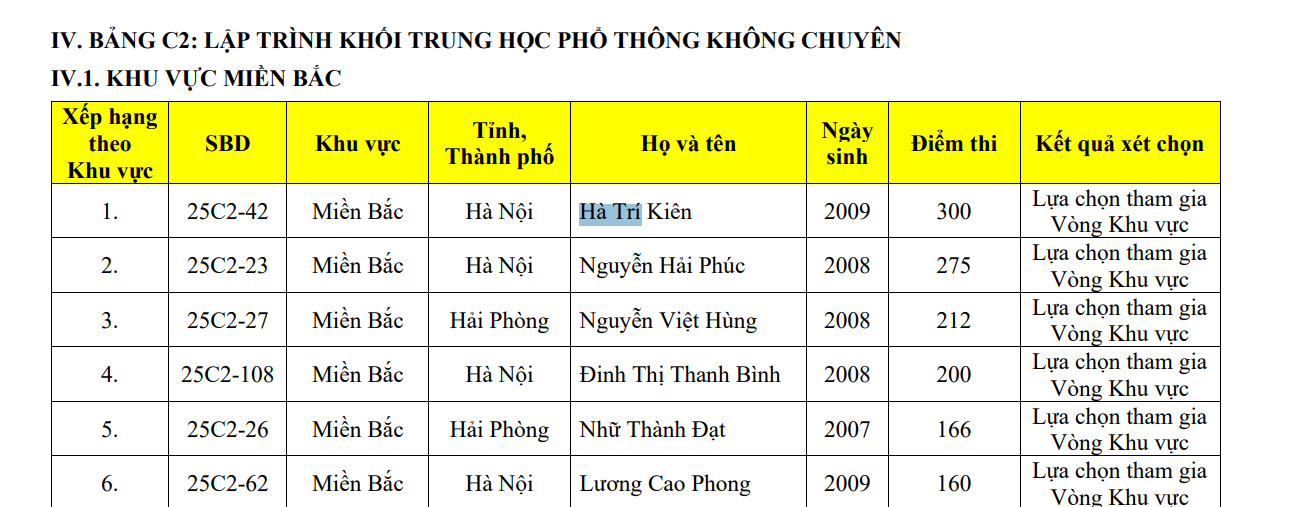 IV. BẢNG C2: LẬP TRÌNH KHỐI TRUNG HỌC PHỔ THÔNG KHÔNG CHUYÊN
IV.1. KHU VỰC MIỀN BẮC
Xếp hạng theo Khu vực SBD Khu vực Tỉnh, Thành phố Họ và tên Ngày sinh Điểm thi Kết quả xét chọn
1. 25C2-42 Miền Bắc Hà Nội Hà Trí Kiên 2009 300 Lựa chọn tham gia Vòng Khu vực
2. 25C2-23 Miền Bắc Hà Nội Nguyễn Hải Phúc 2008 275 Lựa chọn tham gia Vòng Khu vực
3. 25C2-27 Miền Bắc Hải Phòng Nguyễn Việt Hùng 2008 212 Lựa chọn tham gia Vòng Khu vực
4. 25C2-108 Miền Bắc Hà Nội Đinh Thị Thanh Bình 2008 200 Lựa chọn tham gia Vòng Khu vực
5. 25C2-26 Miền Bắc Hải Phòng Nhữ Thành Đạt 2007 166 Lựa chọn tham gia Vòng Khu vực
6. 25C2-62 Miền Bắc Hà Nội Lương Cao Phong 2009 160 Lựa chọn tham gia Vòng Khu vực